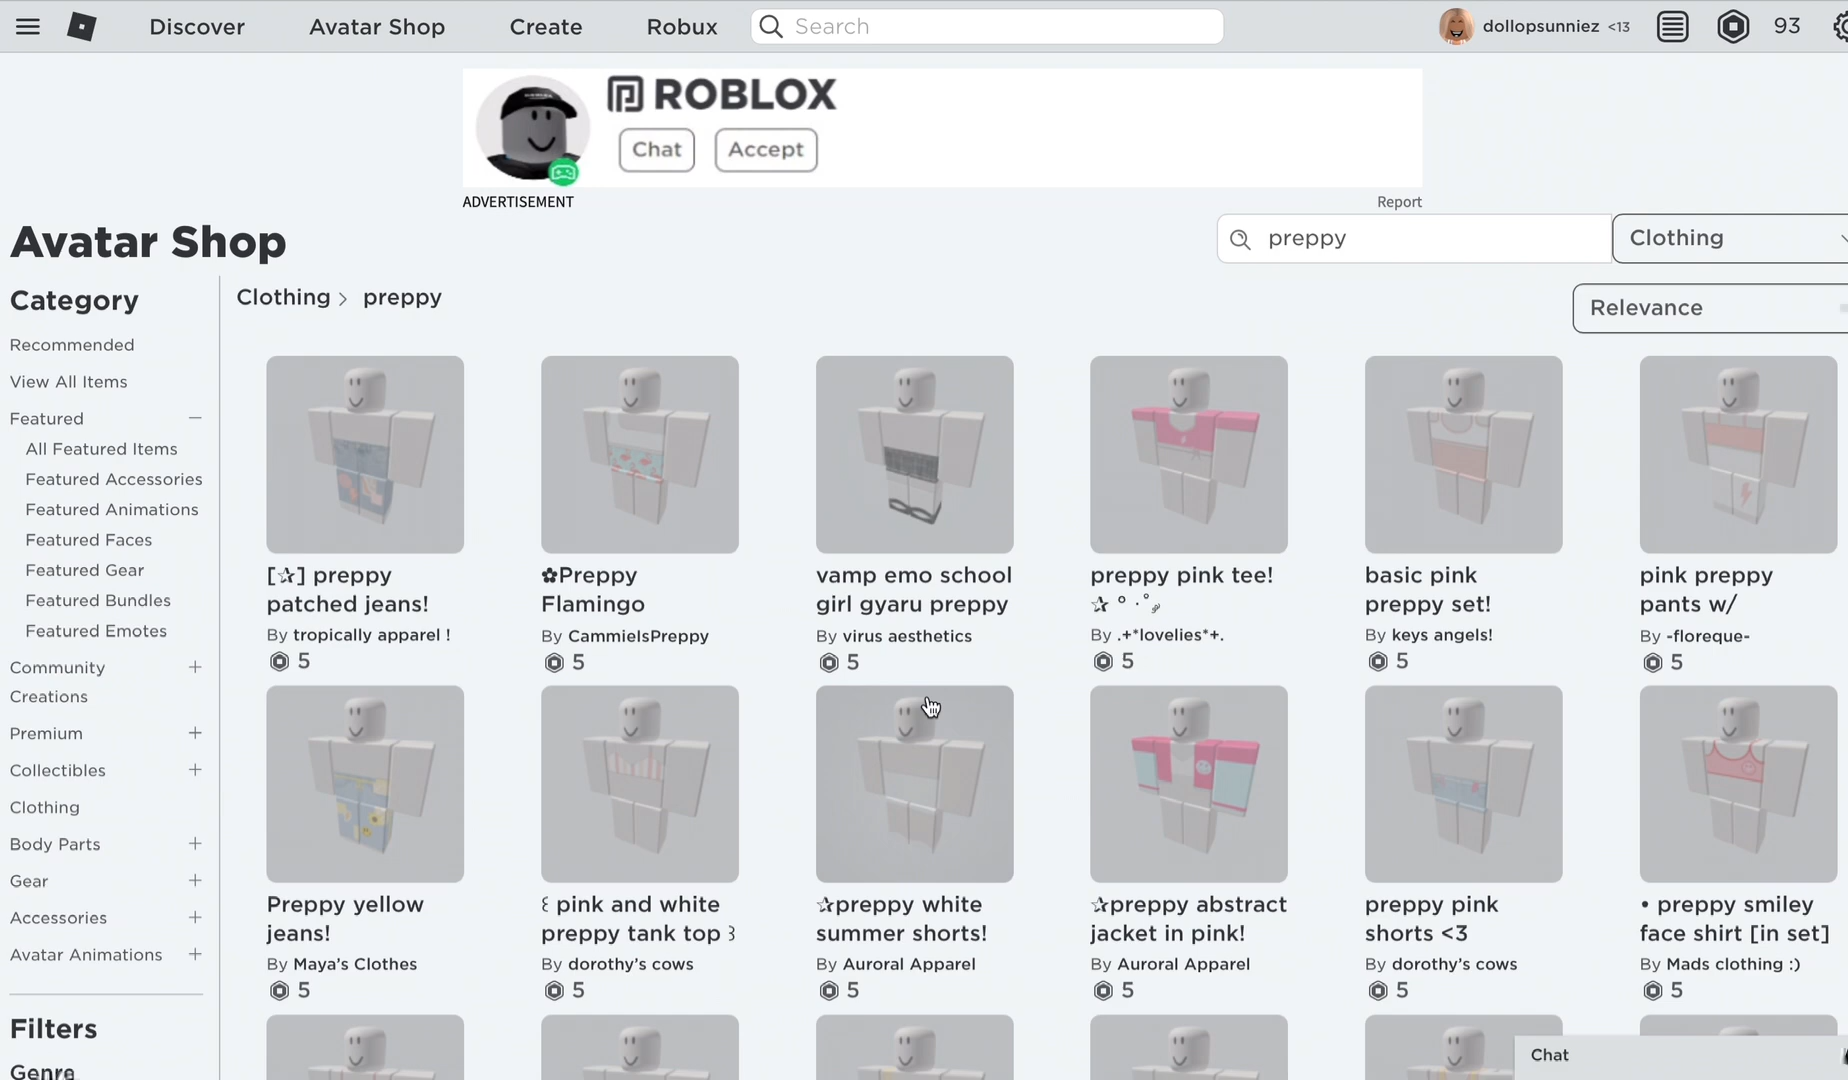 Discover
Avatar Shop
Create
Robux
Search
dollopsunniez <13
93
ROBLOX
Chat
Accept
ADVERTISEMENT
Report
Avatar Shop
preppy
Clothing
Category
Clothing > preppy
Relevance
Recommended
View All Items
Featured
All Featured Items
Featured Accessories
Featured Animations
Featured Faces
Featured Gear
Featured Bundles
Featured Emotes
Community
Creations
Premium
Collectibles
Clothing
Body Parts
Gear
Accessories
Avatar Animations
Filters
Genre
[✰] preppy
patched jeans!
By tropically apparel !
5
✿Preppy
Flamingo
By CammieIsPreppy
5
vamp emo school
girl gyaru preppy
By virus aesthetics
5
preppy pink tee!
✰ ° ·˚ ༘
By .+*lovelies*+.
5
basic pink
preppy set!
By keys angels!
5
pink preppy
pants w/
By -floreque-
5
Preppy yellow
jeans!
By Maya's Clothes
5
꒰ pink and white
preppy tank top ꒱
By dorothy's cows
5
✰preppy white
summer shorts!
By Auroral Apparel
5
✰preppy abstract
jacket in pink!
By Auroral Apparel
5
preppy pink
shorts <3
By dorothy's cows
5
• preppy smiley
face shirt [in set]
By Mads clothing :)
5
Chat